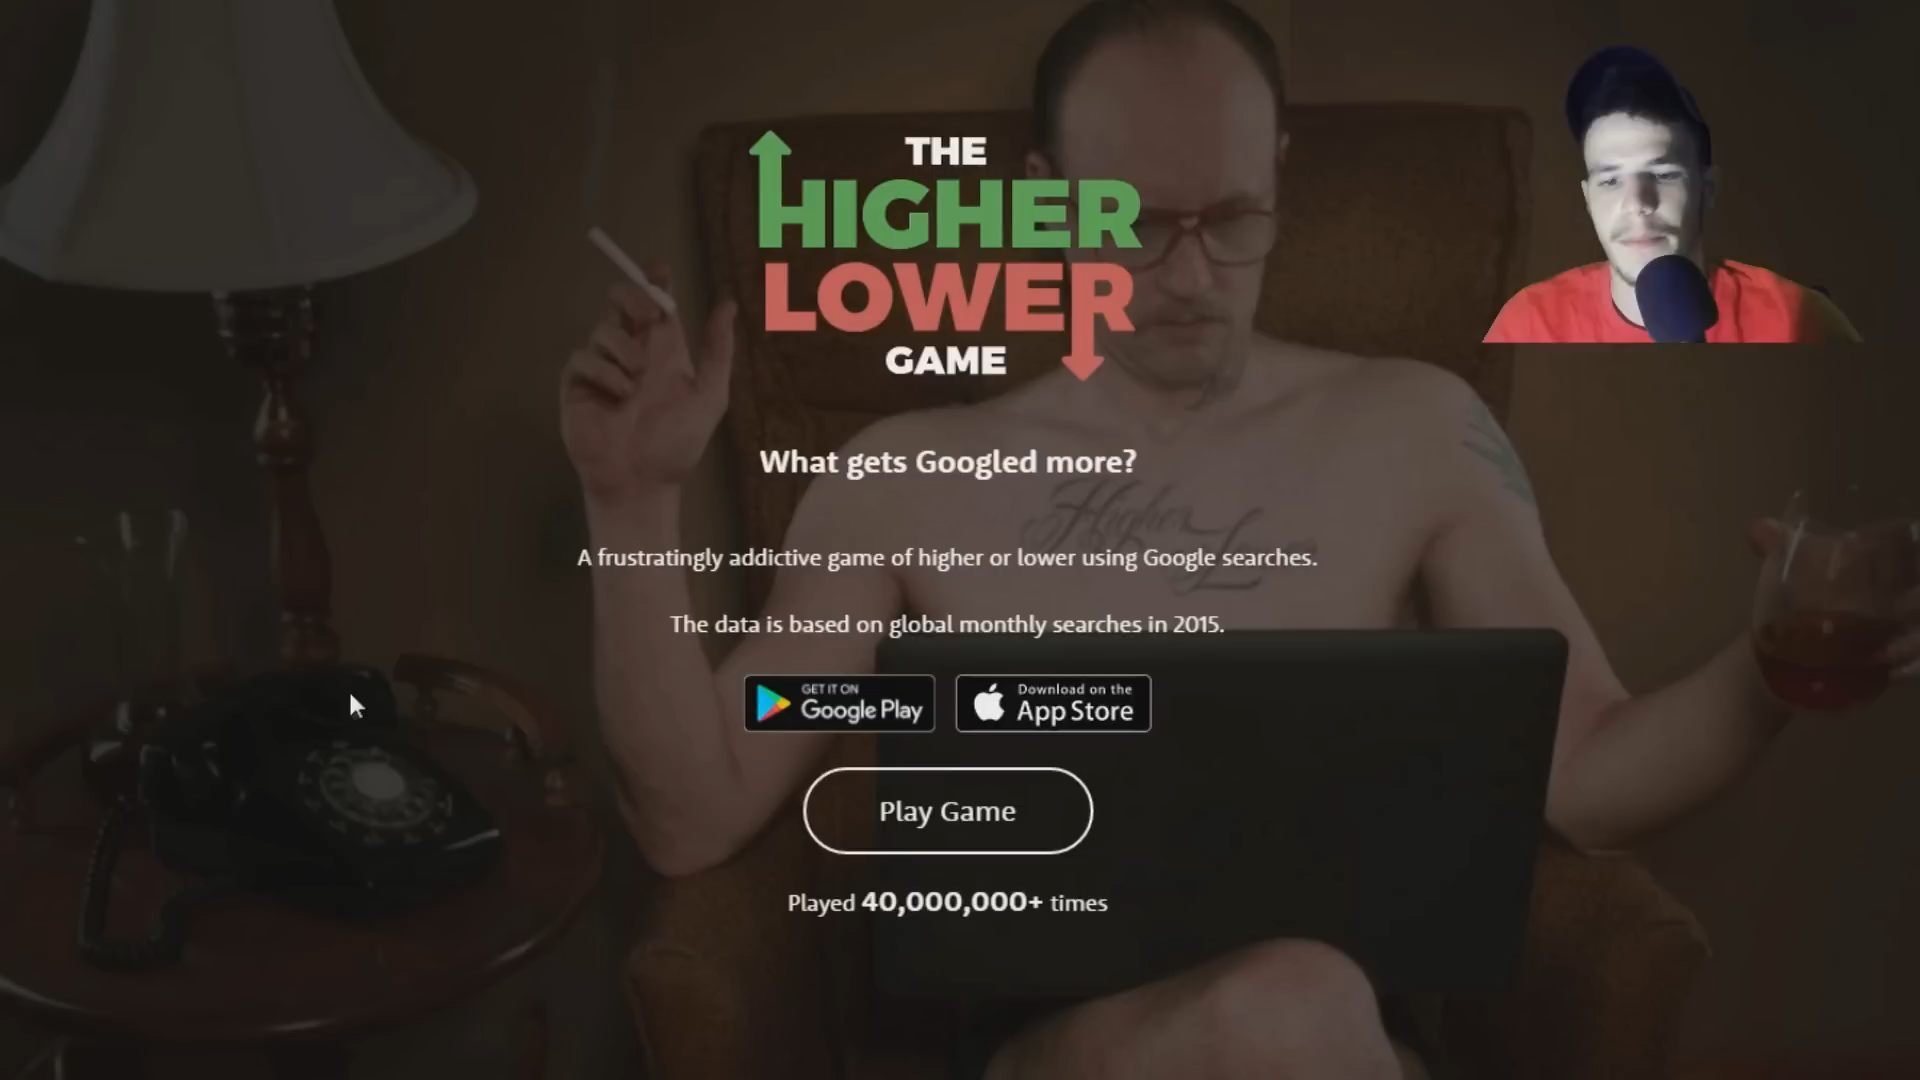 THE
HIGHER
LOWER
GAME
What gets Googled more?
Higher
A frustratingly addictive game of higher or lower using Google searches.
The data is based on global monthly searches in 2015.
GET IT ON
Google Play
Download on the
App Store
Play Game
Played 40,000,000+ times